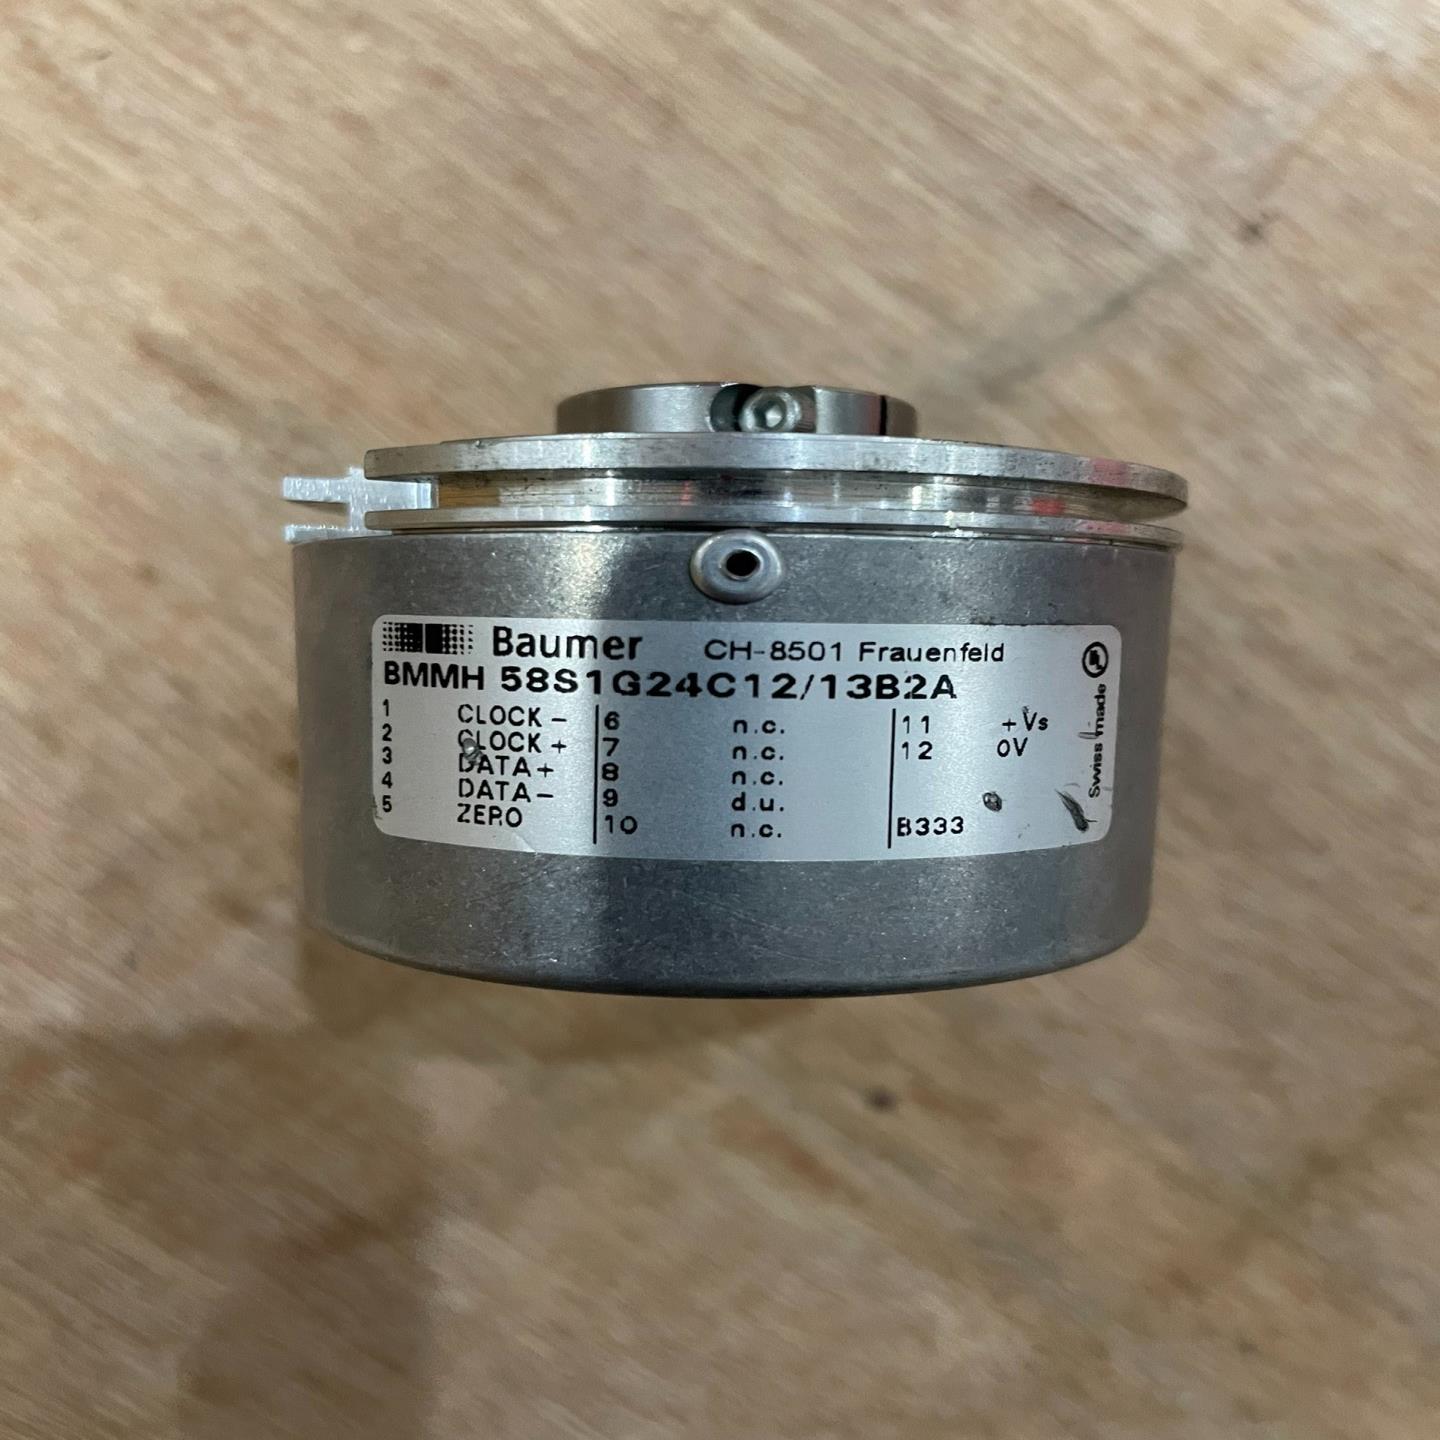 Baumer CH-8501 Frauenfeld
BMMH 58S1G24C12/13B2A
1 CLOCK- 6 n.c. 11 +Vs
2 CLOCK+ 7 n.c. 12 0V
3 DATA+ 8 n.c.
4 DATA- 9 d.u.
5 ZERO 10 n.c. B333
Swiss made